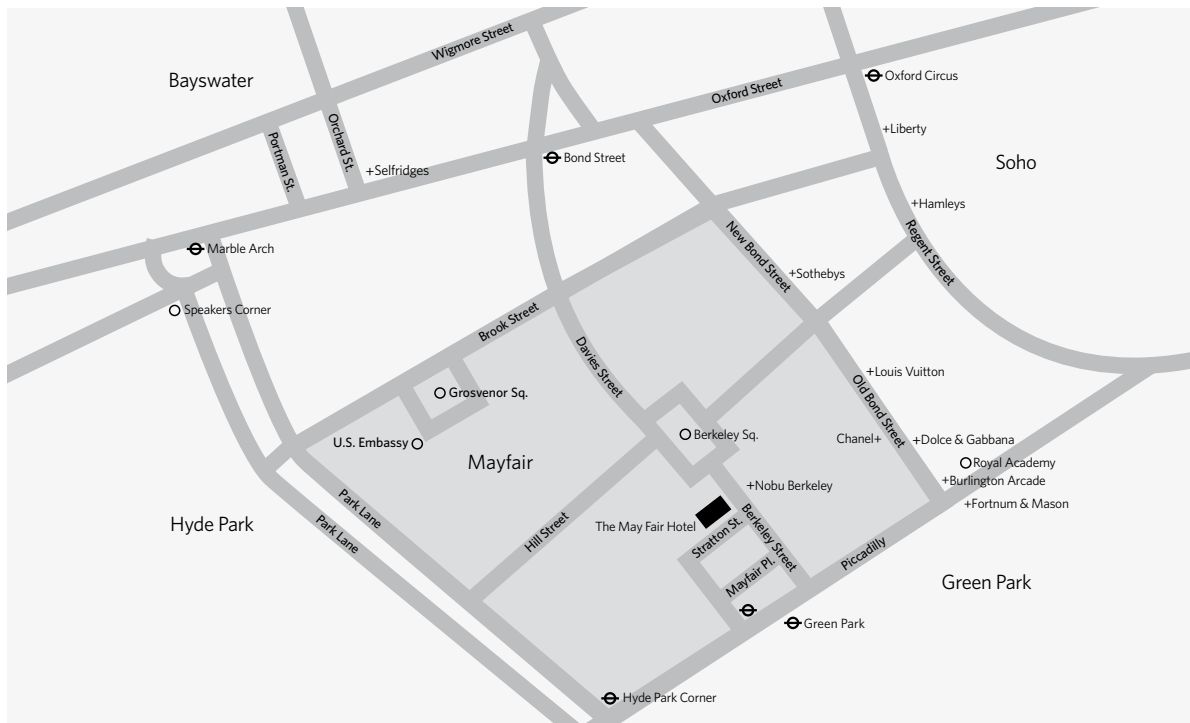 Wigmore Street
Bayswater
Oxford Circus
Oxford Street
Orchard St.
Portman St.
+Liberty
Bond Street
+Selfridges
Soho
+Hamleys
Marble Arch
New Bond Street
Regent Street
+Sothebys
Speakers Corner
Brook Street
Davies Street
+Louis Vuitton
Old Bond Street
Grosvenor Sq.
U.S. Embassy
Berkeley Sq.
Chanel+
+Dolce & Gabbana
Mayfair
Royal Academy
+Burlington Arcade
+Nobu Berkeley
+Fortnum & Mason
Park Lane
Hyde Park
Park Lane
Hill Street
The May Fair Hotel
Stratton St.
Berkeley Street
Piccadilly
Mayfair Pl.
Green Park
Green Park
Hyde Park Corner